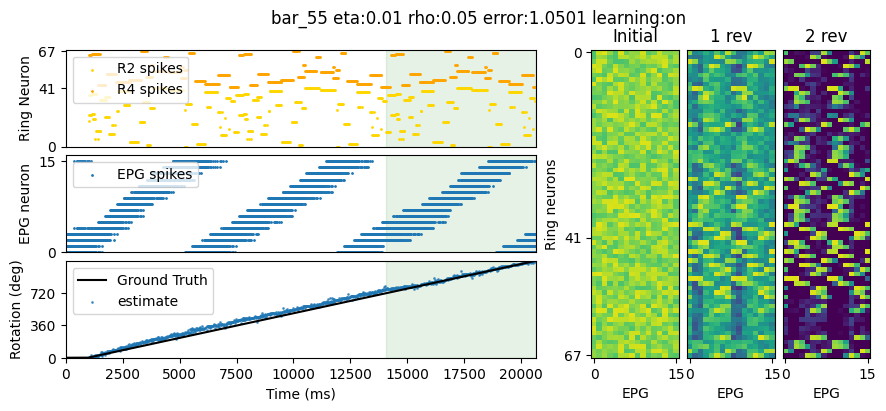 bar_55 eta:0.01 rho:0.05 error:1.0501 learning:on
Ring Neuron
67
41
0
R2 spikes
R4 spikes
EPG neuron
15
0
EPG spikes
Rotation (deg)
720
360
0
Ground Truth
estimate
0 2500 5000 7500 10000 12500 15000 17500 20000
Time (ms)
Initial 1 rev 2 rev
Ring neurons
0
41
67
0 15 0 15 0 15
EPG EPG EPG